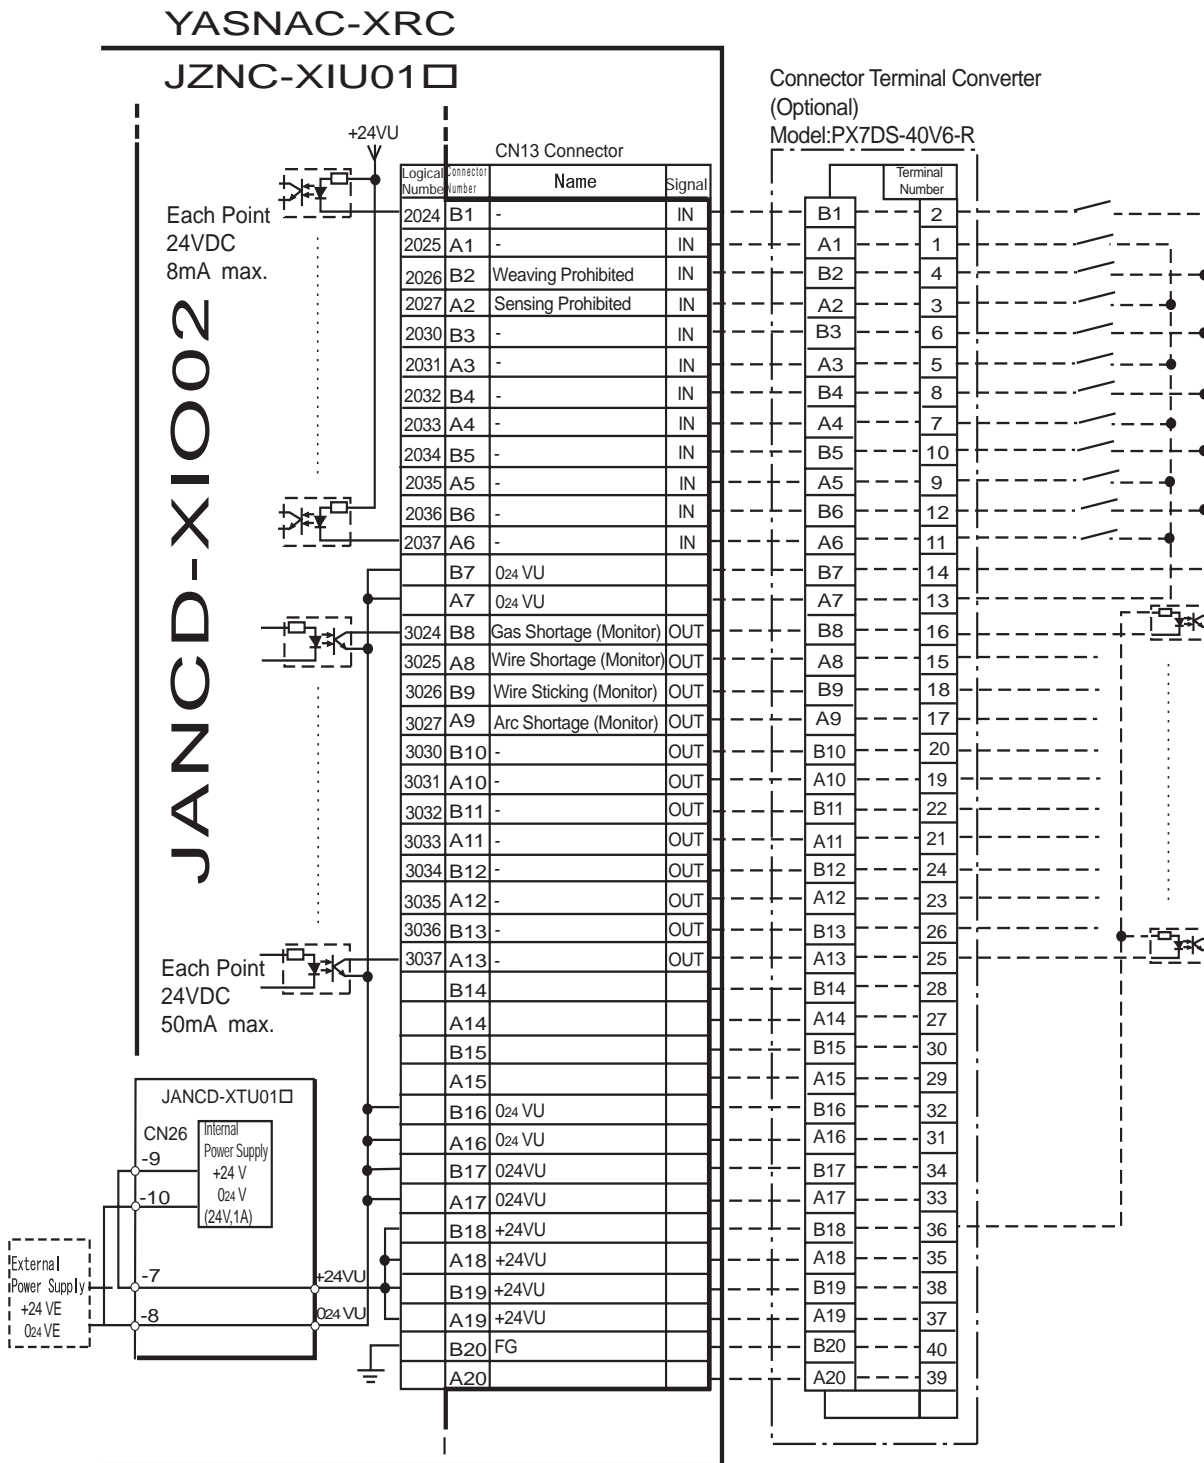 YASNAC-XRC
JZNC-XIU01□
Connector Terminal Converter
(Optional)
Model:PX7DS-40V6-R
+24VU
CN13 Connector
Logical Numbe Connector Number Name Signal
Terminal Number
Each Point
24VDC
8mA max.
JANCD-XIO02
2024 B1 - IN B1 2
2025 A1 - IN A1 1
2026 B2 Weaving Prohibited IN B2 4
2027 A2 Sensing Prohibited IN A2 3
2030 B3 - IN B3 6
2031 A3 - IN A3 5
2032 B4 - IN B4 8
2033 A4 - IN A4 7
2034 B5 - IN B5 10
2035 A5 - IN A5 9
2036 B6 - IN B6 12
2037 A6 - IN A6 11
B7 024 VU B7 14
A7 024 VU A7 13
3024 B8 Gas Shortage (Monitor) OUT B8 16
3025 A8 Wire Shortage (Monitor) OUT A8 15
3026 B9 Wire Sticking (Monitor) OUT B9 18
3027 A9 Arc Shortage (Monitor) OUT A9 17
3030 B10 - OUT B10 20
3031 A10 - OUT A10 19
3032 B11 - OUT B11 22
3033 A11 - OUT A11 21
3034 B12 - OUT B12 24
3035 A12 - OUT A12 23
3036 B13 - OUT B13 26
3037 A13 - OUT A13 25
Each Point
24VDC
50mA max.
B14 B14 28
A14 A14 27
B15 B15 30
A15 A15 29
B16 024 VU B16 32
A16 024 VU A16 31
B17 024VU B17 34
A17 024VU A17 33
B18 +24VU B18 36
A18 +24VU A18 35
B19 +24VU B19 38
A19 +24VU A19 37
B20 FG B20 40
A20 A20 39
JANCD-XTU01□
CN26
-9
-10
Internal
Power Supply
+24 V
024 V
(24V,1A)
-7
+24VU
-8
024 VU
External
Power Supply
+24 VE
024 VE